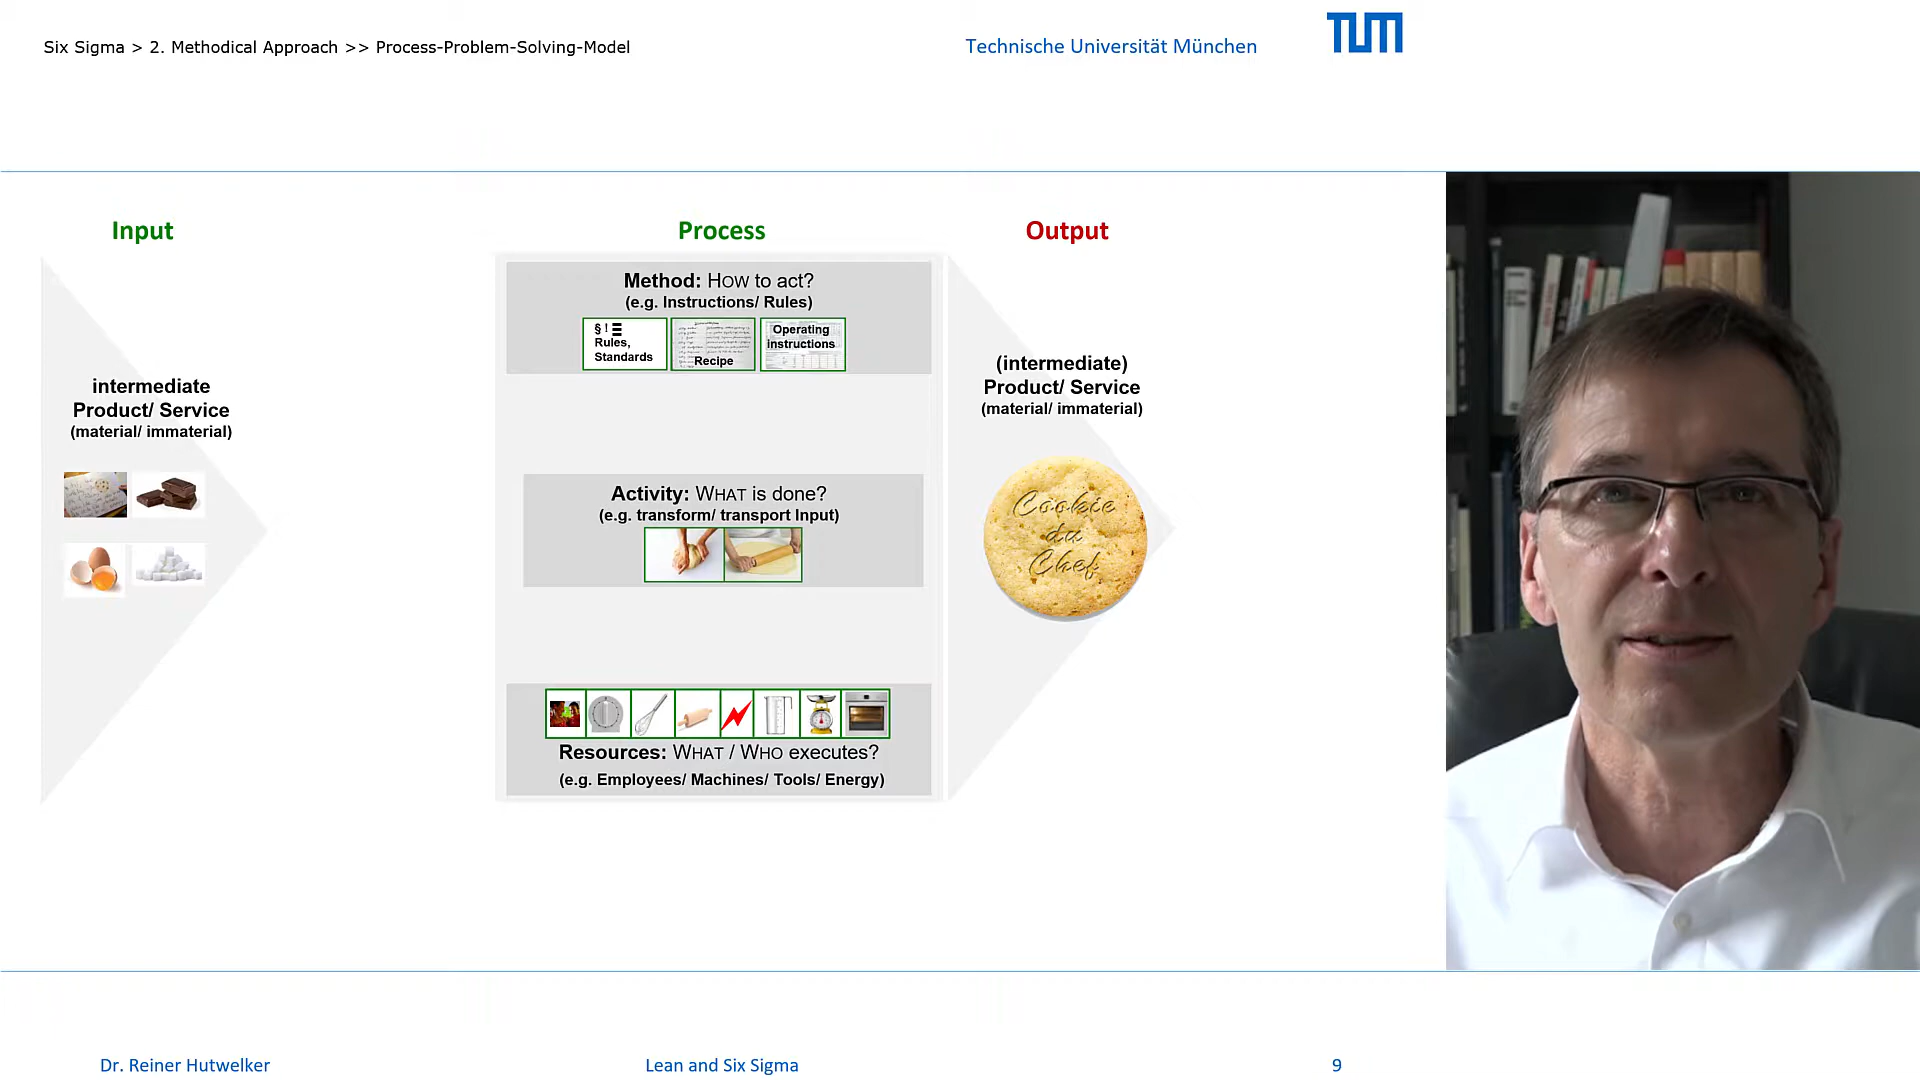 Six Sigma > 2. Methodical Approach >> Process-Problem-Solving-Model
Technische Universität München
TUM
Input
Process
Output
intermediate
Product/ Service
(material/ immaterial)
Method: HOW to act?
(e.g. Instructions/ Rules)
§ !
Rules,
Standards
Recipe
Operating
instructions
Activity: WHAT is done?
(e.g. transform/ transport Input)
Resources: WHAT / WHO executes?
(e.g. Employees/ Machines/ Tools/ Energy)
(intermediate)
Product/ Service
(material/ immaterial)
Cookie
du
Chef
Dr. Reiner Hutwelker
Lean and Six Sigma
9